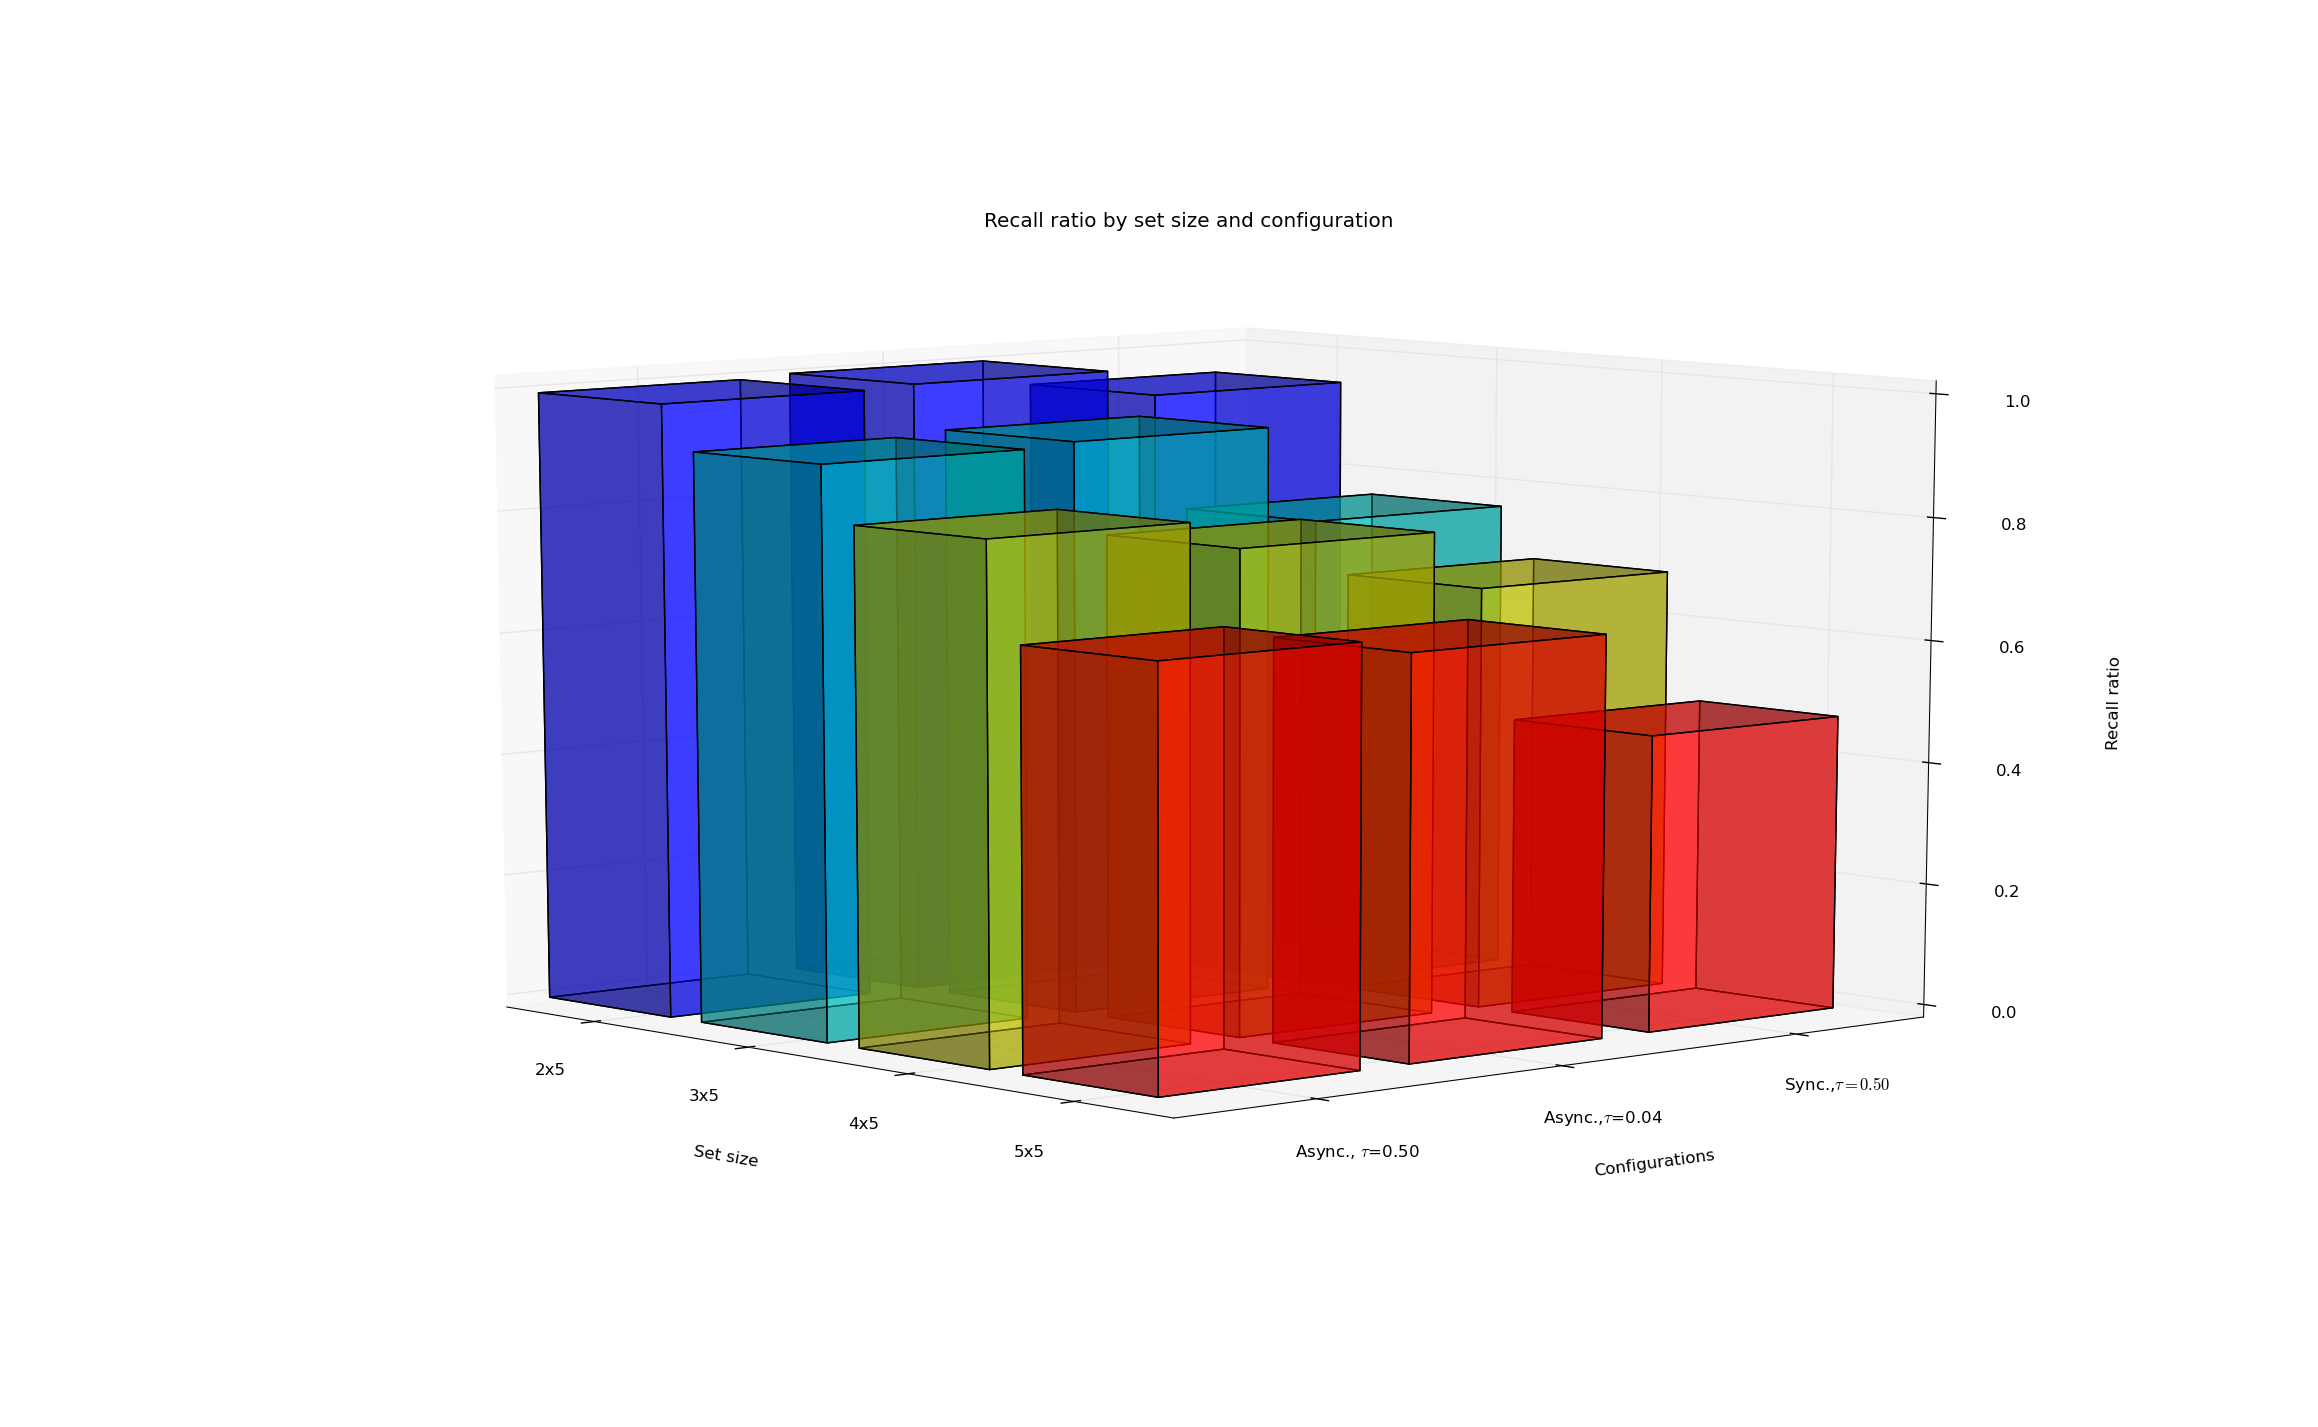 Recall ratio by set size and configuration
1.0
0.8
0.6
0.4
0.2
0.0
Recall ratio
2x5
3x5
4x5
5x5
Set size
Async., τ=0.50
Async.,τ=0.04
Sync.,τ=0.50
Configurations